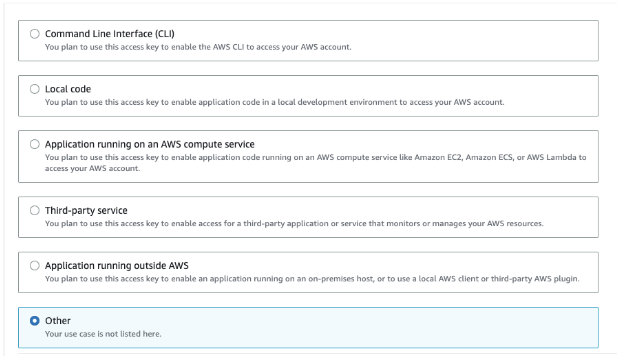 Command Line Interface (CLI)
You plan to use this access key to enable the AWS CLI to access your AWS account.
Local code
You plan to use this access key to enable application code in a local development environment to access your AWS account.
Application running on an AWS compute service
You plan to use this access key to enable application code running on an AWS compute service like Amazon EC2, Amazon ECS, or AWS Lambda to
access your AWS account.
Third-party service
You plan to use this access key to enable access for a third-party application or service that monitors or manages your AWS resources.
Application running outside AWS
You plan to use this access key to enable an application running on an on-premises host, or to use a local AWS client or third-party AWS plugin.
Other
Your use case is not listed here.